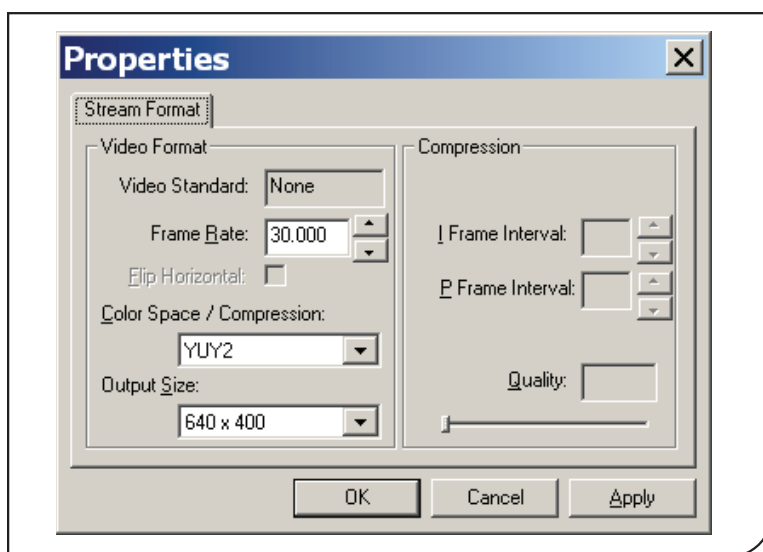 Properties
Stream Format
Video Format
Video Standard: None
Frame Rate: 30.000
Flip Horizontal:
Color Space / Compression:
YUY2
Output Size:
640 x 400
Compression
I Frame Interval:
P Frame Interval:
Quality:
OK Cancel Apply